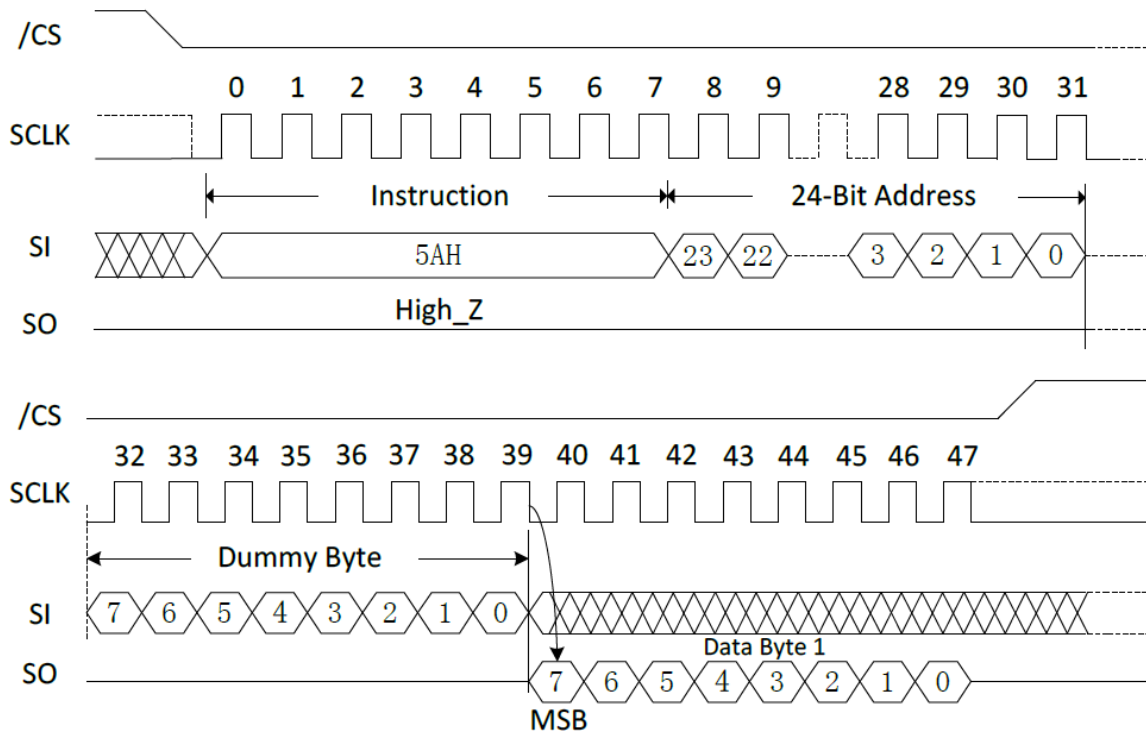 /CS
0 1 2 3 4 5 6 7 8 9 28 29 30 31
SCLK
Instruction 24-Bit Address
SI 5AH 23 22 3 2 1 0
High_Z
SO
/CS
32 33 34 35 36 37 38 39 40 41 42 43 44 45 46 47
SCLK
Dummy Byte
SI 7 6 5 4 3 2 1 0
Data Byte 1
SO 7 6 5 4 3 2 1 0
MSB